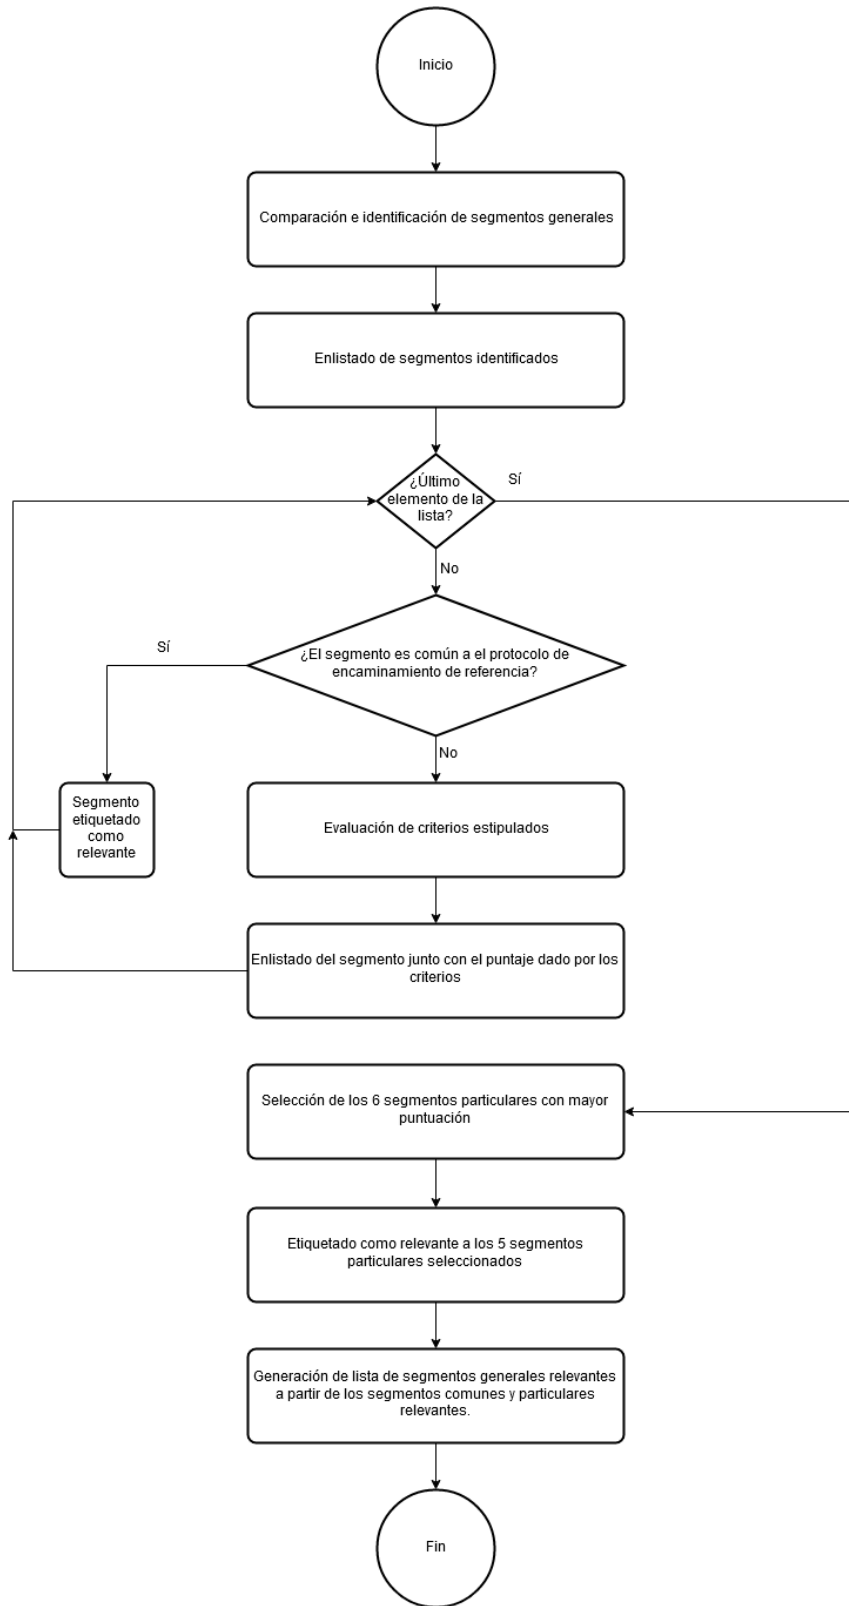 Inicio
Comparación e identificación de segmentos generales
Enlistado de segmentos identificados
¿Último
elemento de la
lista?
Sí
No
¿El segmento es común a el protocolo de
encaminamiento de referencia?
Sí
No
Segmento
etiquetado
como
relevante
Evaluación de criterios estipulados
Enlistado del segmento junto con el puntaje dado por los
criterios
Selección de los 6 segmentos particulares con mayor
puntuación
Etiquetado como relevante a los 5 segmentos
particulares seleccionados
Generación de lista de segmentos generales relevantes
a partir de los segmentos comunes y particulares
relevantes.
Fin